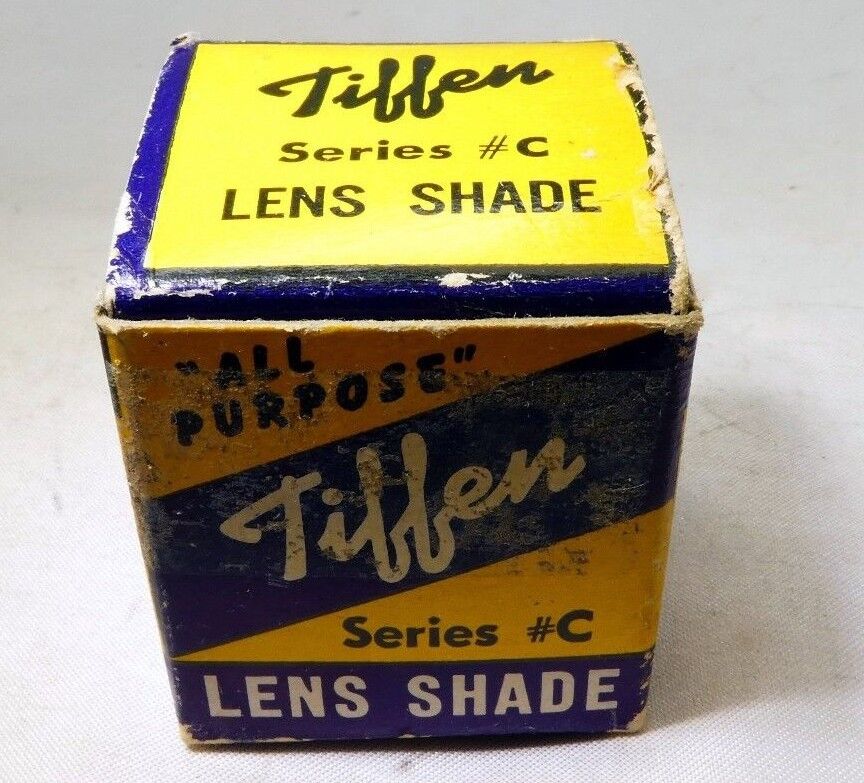 Tiffen
Series #C
LENS SHADE
"ALL
PURPOSE"
Tiffen
Series #C
LENS SHADE